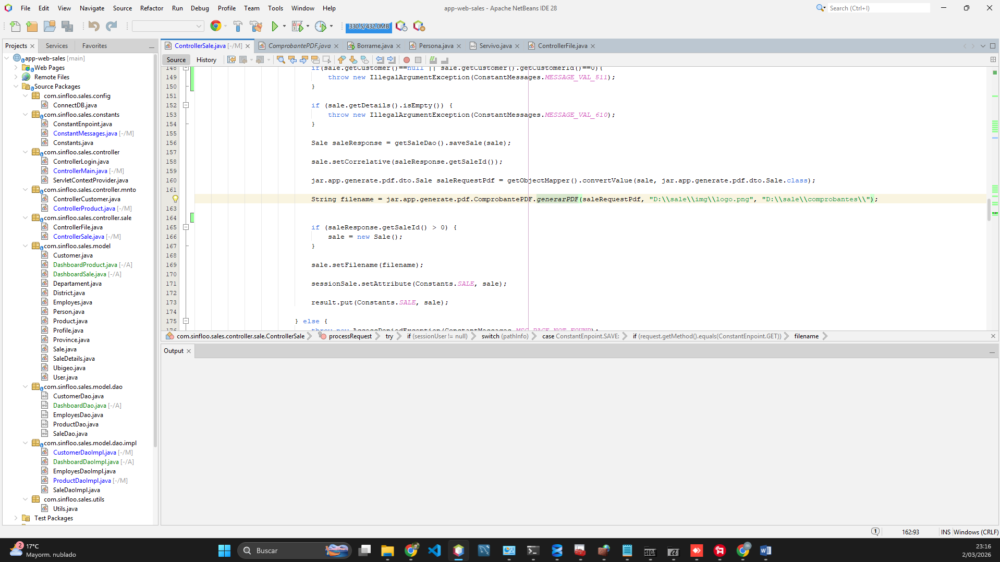 File Edit View Navigate Source Refactor Run Debug Profile Team Tools Window Help
app-web-sales - Apache NetBeans IDE 28
Search (Ctrl+I)
330.5/432.0MB
Projects Services Favorites
app-web-sales [main]
Web Pages
Remote Files
Source Packages
com.sinfloo.sales.config
ConnectDB.java
com.sinfloo.sales.constants
ConstantEnpoint.java
ConstantMessages.java [-/M]
Constants.java
com.sinfloo.sales.controller
ControllerLogin.java
ControllerMain.java [-/M]
ServletContextProvider.java
com.sinfloo.sales.controller.mnto
ControllerCustomer.java
ControllerProduct.java [-/M]
com.sinfloo.sales.controller.sale
ControllerFile.java
ControllerSale.java [-/M]
com.sinfloo.sales.model
Customer.java
DashboardProduct.java [-/A]
DashboardSale.java [-/A]
Departament.java
District.java
Employes.java
Person.java
Product.java
Profile.java
Province.java
Sale.java
SaleDetails.java
Ubigeo.java
User.java
com.sinfloo.sales.model.dao
CustomerDao.java
DashboardDao.java [-/A]
EmployesDao.java
ProductDao.java
SaleDao.java
com.sinfloo.sales.model.dao.impl
CustomerDaoImpl.java [-/M]
DashboardDaoImpl.java [-/A]
EmployesDaoImpl.java
ProductDaoImpl.java [-/M]
SaleDaoImpl.java
com.sinfloo.sales.utils
Utils.java
Test Packages
ControllerSale.java [-/M] ComprobantePDF.java Borrame.java Persona.java Servivo.java ControllerFile.java
Source History
148 if(sale.getCustomer()==null || sale.getCustomer().getCustomerId()==0){
149 throw new IllegalArgumentException(ConstantMessages.MESSAGE_VAL_511);
150 }
151
152 if (sale.getDetails().isEmpty()) {
153 throw new IllegalArgumentException(ConstantMessages.MESSAGE_VAL_610);
154 }
155
156 Sale saleResponse = getSaleDao().saveSale(sale);
157
158 sale.setCorrelative(saleResponse.getSaleId());
159
160 jar.app.generate.pdf.dto.Sale saleRequestPdf = getObjectMapper().convertValue(sale, jar.app.generate.pdf.dto.Sale.class);
161
String filename = jar.app.generate.pdf.ComprobantePDF.generarPDF(saleRequestPdf, "D:\\sale\\img\\logo.png", "D:\\sale\\comprobantes\\");
163
164
165 if (saleResponse.getSaleId() > 0) {
166 sale = new Sale();
167 }
168
169 sale.setFilename(filename);
170
171 sessionSale.setAttribute(Constants.SALE, sale);
172
173 result.put(Constants.SALE, sale);
174
175 } else {
176 throw new AccessDeniedException(ConstantMessages.MSG_PAGE_NOT_FOUND);
com.sinfloo.sales.controller.sale.ControllerSale processRequest try if (sessionUser != null) switch (pathInfo) case ConstantEnpoint.SAVE: if (request.getMethod().equals(ConstantEnpoint.GET)) filename
Output
1 162:93 INS Windows (CRLF)
2
17°C
Mayorm. nublado
Buscar
23:16
2/03/2026